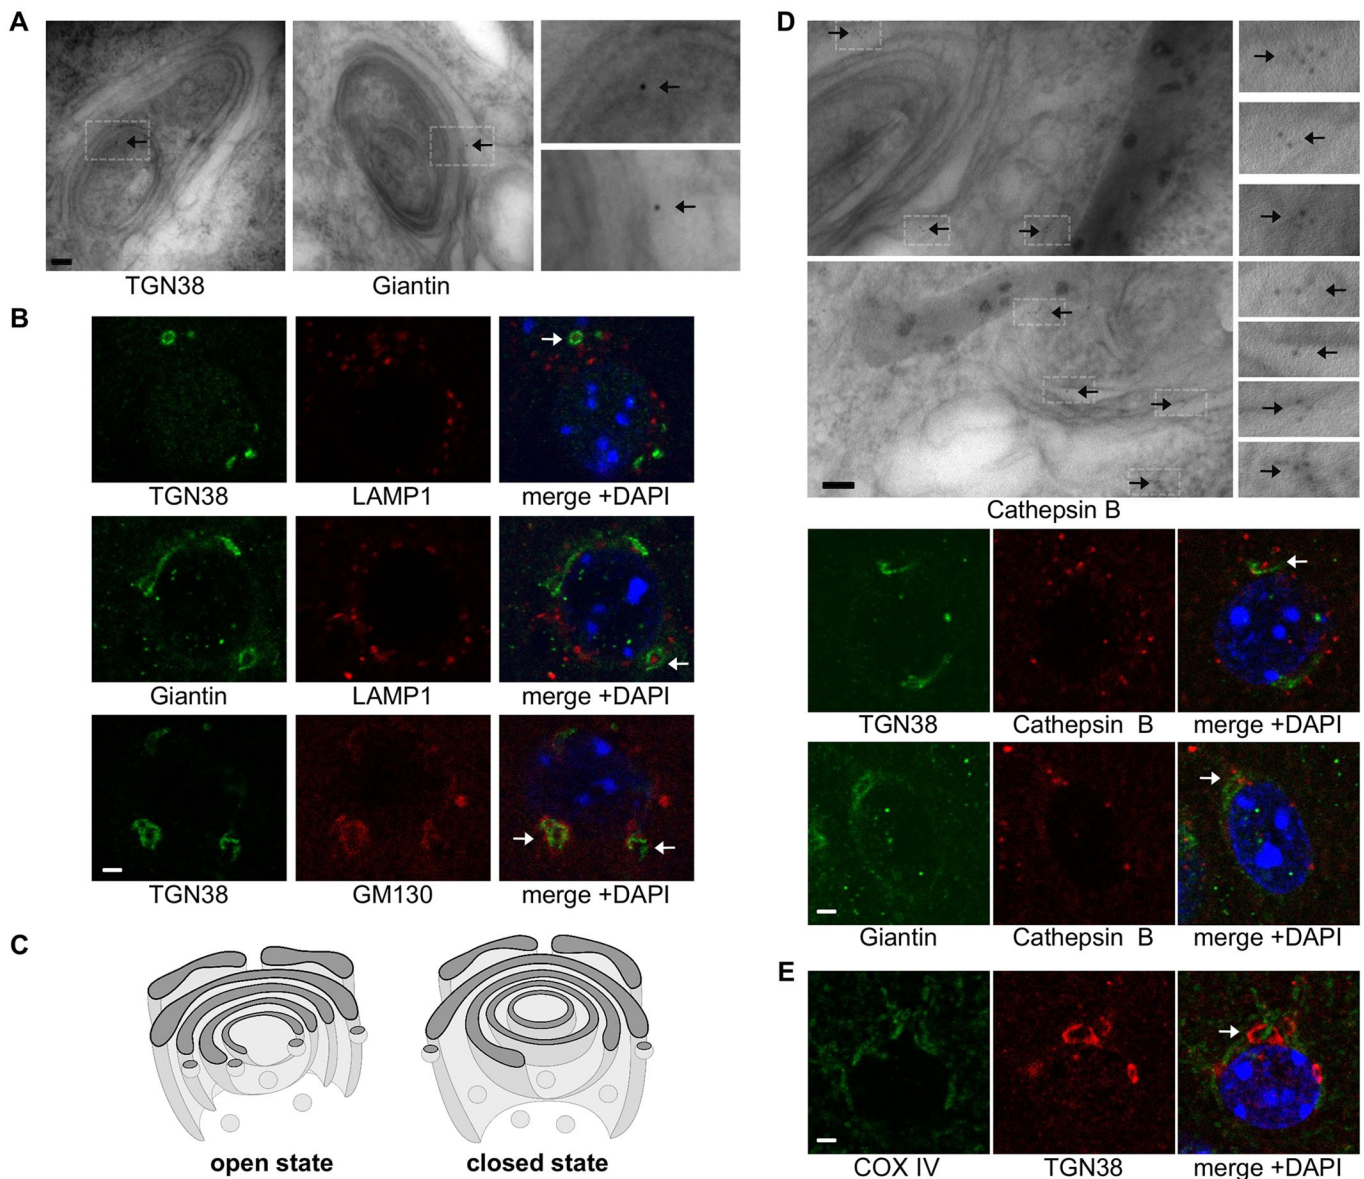 A
TGN38 Giantin
B
TGN38 LAMP1 merge +DAPI
Giantin LAMP1 merge +DAPI
TGN38 GM130 merge +DAPI
C
open state closed state
D
Cathepsin B
TGN38 Cathepsin B merge +DAPI
Giantin Cathepsin B merge +DAPI
E
COX IV TGN38 merge +DAPI